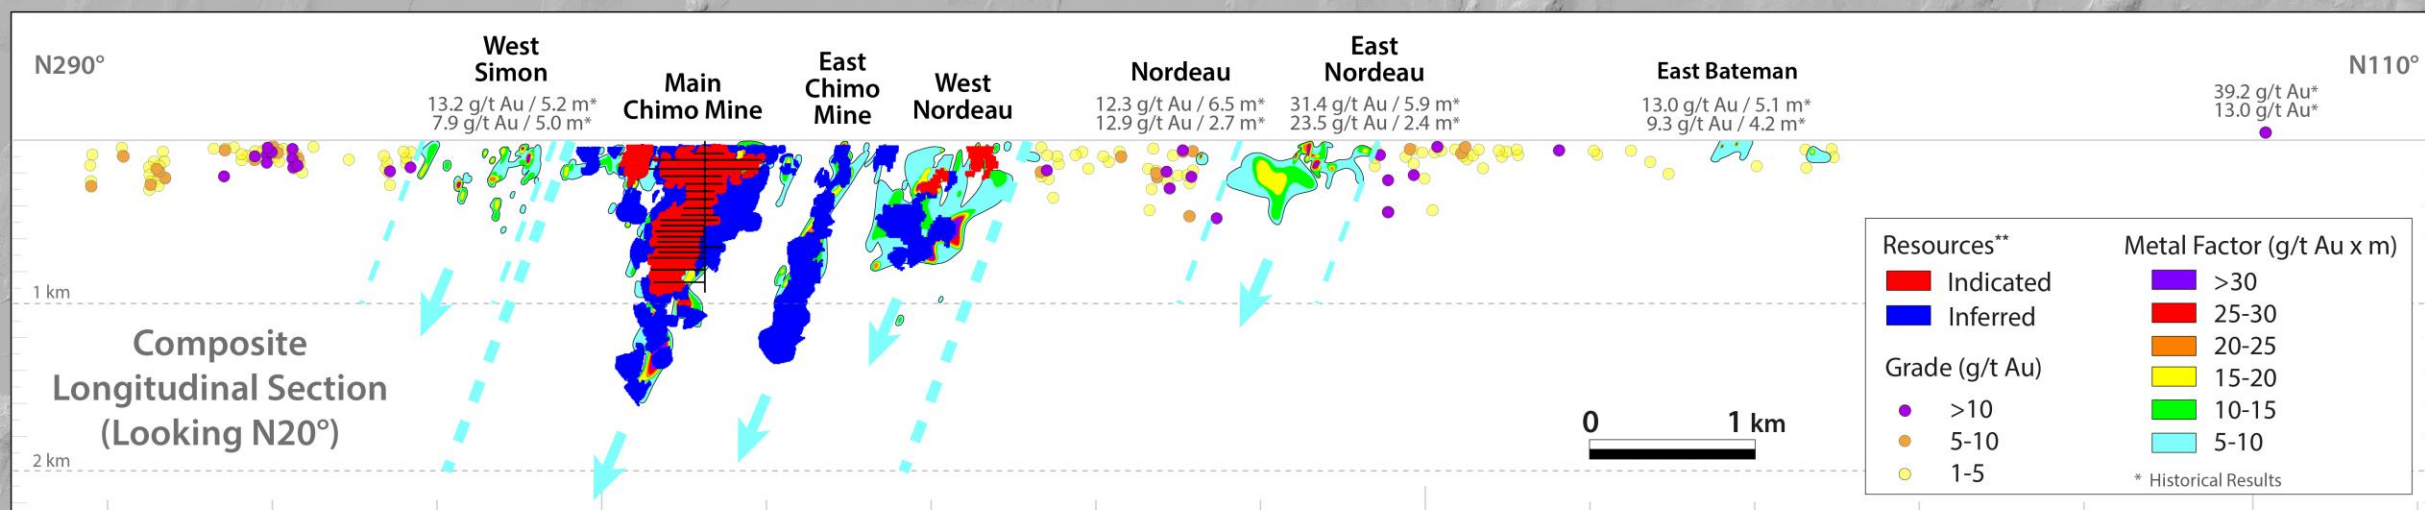 N290°
West
Simon
13.2 g/t Au / 5.2 m*
7.9 g/t Au / 5.0 m*
Main
Chimo Mine
East
Chimo
Mine
West
Nordeau
Nordeau
12.3 g/t Au / 6.5 m*
12.9 g/t Au / 2.7 m*
East
Nordeau
31.4 g/t Au / 5.9 m*
23.5 g/t Au / 2.4 m*
East Bateman
13.0 g/t Au / 5.1 m*
9.3 g/t Au / 4.2 m*
39.2 g/t Au*
13.0 g/t Au*
N110°
1 km
2 km
Composite
Longitudinal Section
(Looking N20°)
0 1 km
Resources**
Indicated
Inferred
Grade (g/t Au)
>10
5-10
1-5
Metal Factor (g/t Au x m)
>30
25-30
20-25
15-20
10-15
5-10
* Historical Results